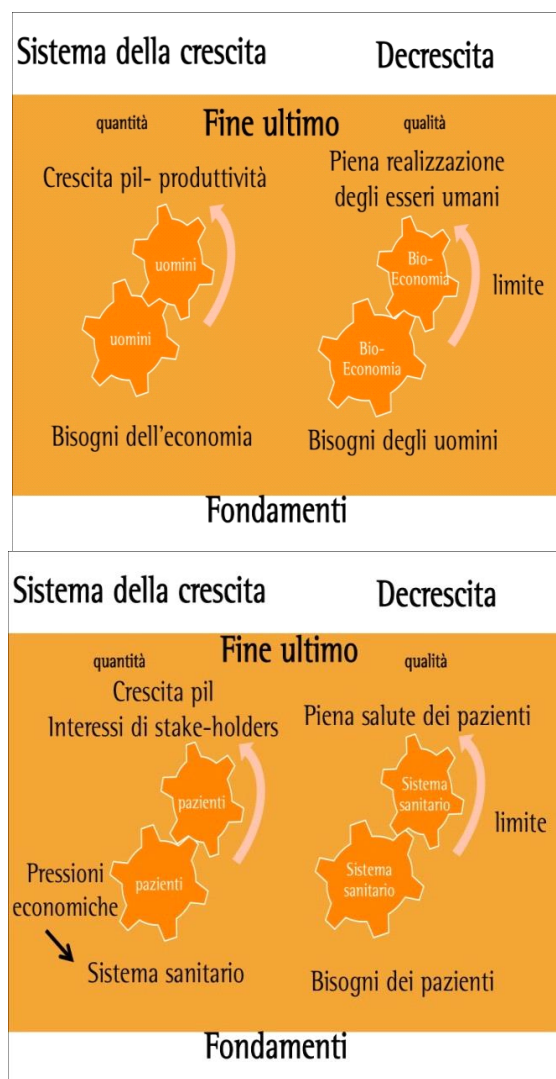 Sistema della crescita
Decrescita
Fine ultimo
quantità
qualità
Crescita pil- produttività
Piena realizzazione
degli esseri umani
uomini
uomini
Bio-
Economia
Bio-
Economia
limite
Bisogni dell'economia
Bisogni degli uomini
Fondamenti
Sistema della crescita
Decrescita
Fine ultimo
quantità
qualità
Crescita pil
Interessi di stake-holders
Piena salute dei pazienti
pazienti
pazienti
Sistema
sanitario
Sistema
sanitario
limite
Pressioni
economiche
Sistema sanitario
Bisogni dei pazienti
Fondamenti